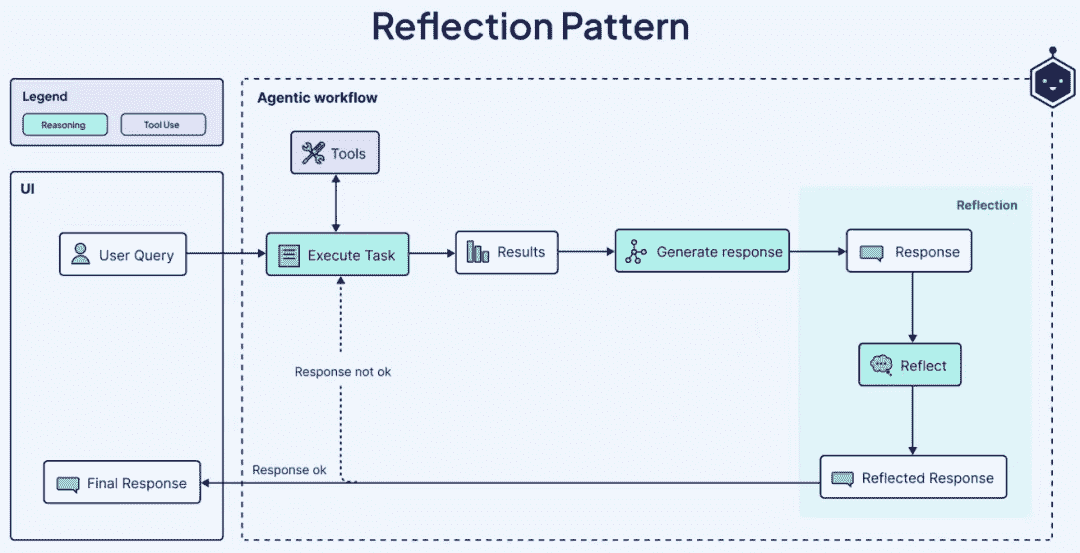 Reflection Pattern
Legend
Reasoning
Tool Use
Agentic workflow
Tools
UI
Reflection
User Query
Execute Task
Results
Generate response
Response
Reflect
Response not ok
Response ok
Final Response
Reflected Response